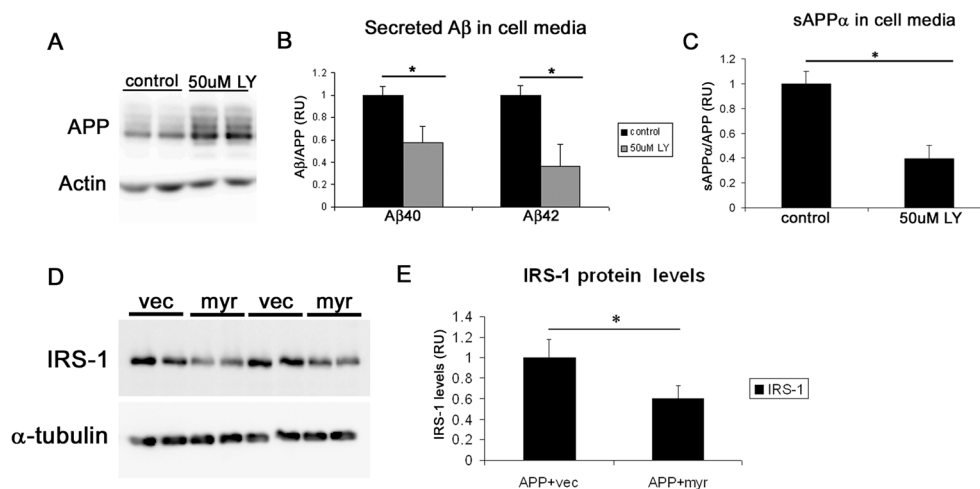 A
control 50uM LY
APP
Actin
B
Secreted Aβ in cell media
*
*
Aβ/APP (RU)
1.2
1
0.8
0.6
0.4
0.2
0
Aβ40
Aβ42
control
50uM LY
C
sAPPα in cell media
*
sAPPα/APP (RU)
1.2
1
0.8
0.6
0.4
0.2
0
control
50uM LY
D
vec myr vec myr
IRS-1
α-tubulin
E
IRS-1 protein levels
*
IRS-1 levels (RU)
1.4
1.2
1
0.8
0.6
0.4
0.2
0
APP+vec
APP+myr
IRS-1